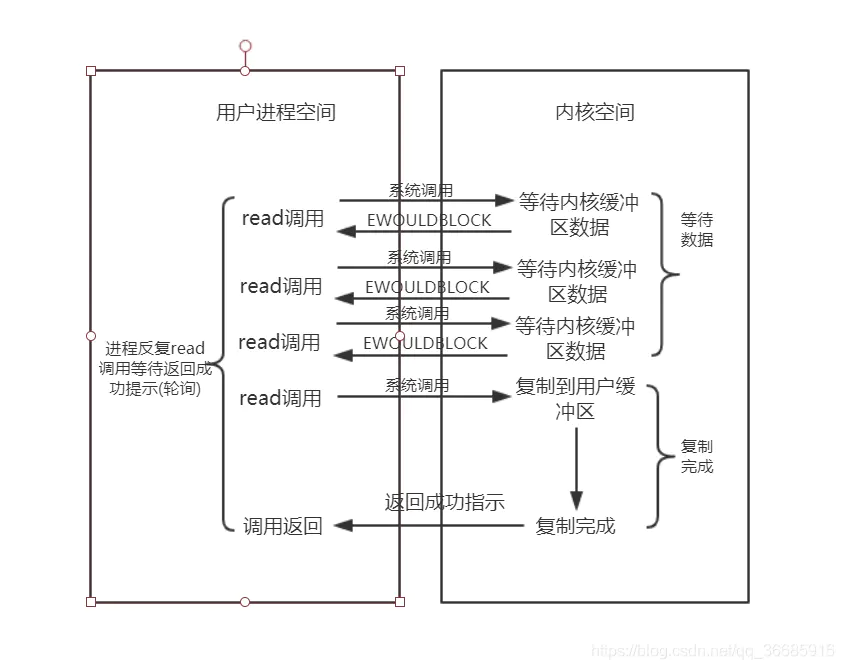 用户进程空间
内核空间
系统调用
read调用
EWOULDBLOCK
等待内核缓冲
区数据
等待
数据
系统调用
read调用
EWOULDBLOCK
等待内核缓冲
区数据
系统调用
read调用
EWOULDBLOCK
等待内核缓冲
区数据
进程反复read
调用等待返回成
功提示(轮询)
系统调用
read调用
复制到用户缓
冲区
复制
完成
返回成功指示
调用返回
复制完成
https://blog.csdn.net/qq_36685915